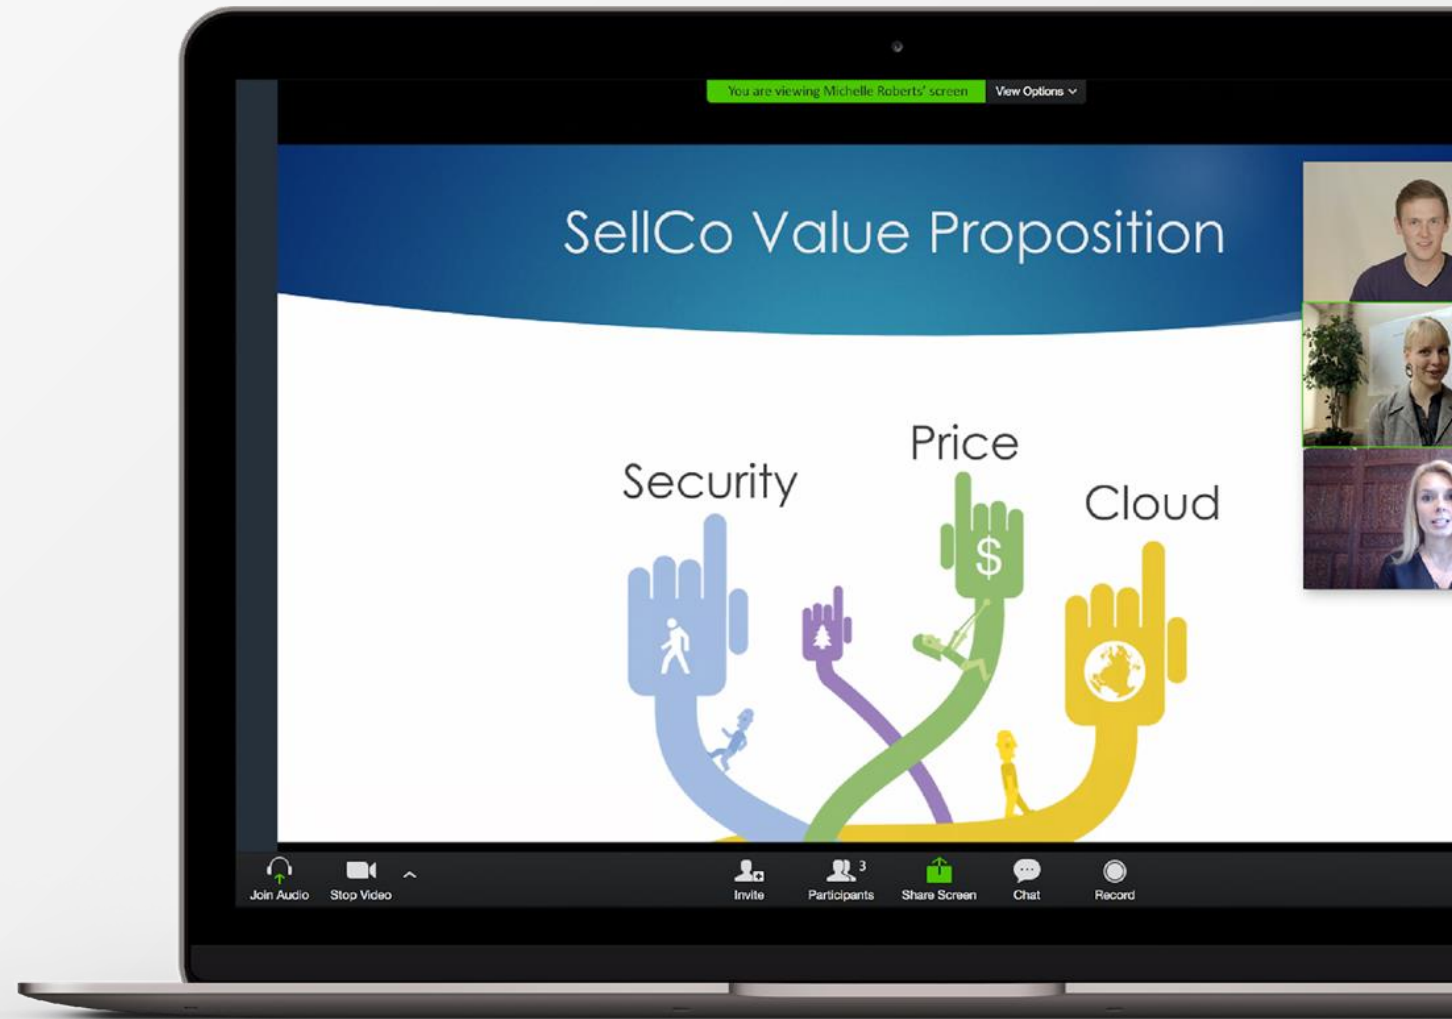 You are viewing Michelle Roberts' screen View Options
SellCo Value Proposition
Price
Security
Cloud
$
Join Audio Stop Video Invite Participants 3 Share Screen Chat Record